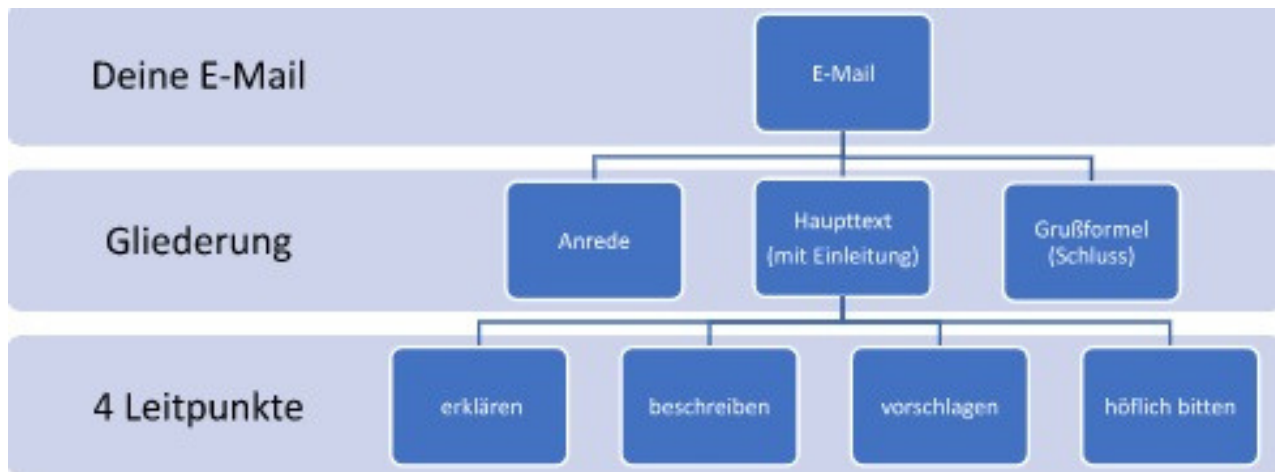 Deine E-Mail
E-Mail
Gliederung
Anrede
Haupttext
(mit Einleitung)
Grußformel
(Schluss)
4 Leitpunkte
erklären
beschreiben
vorschlagen
höflich bitten